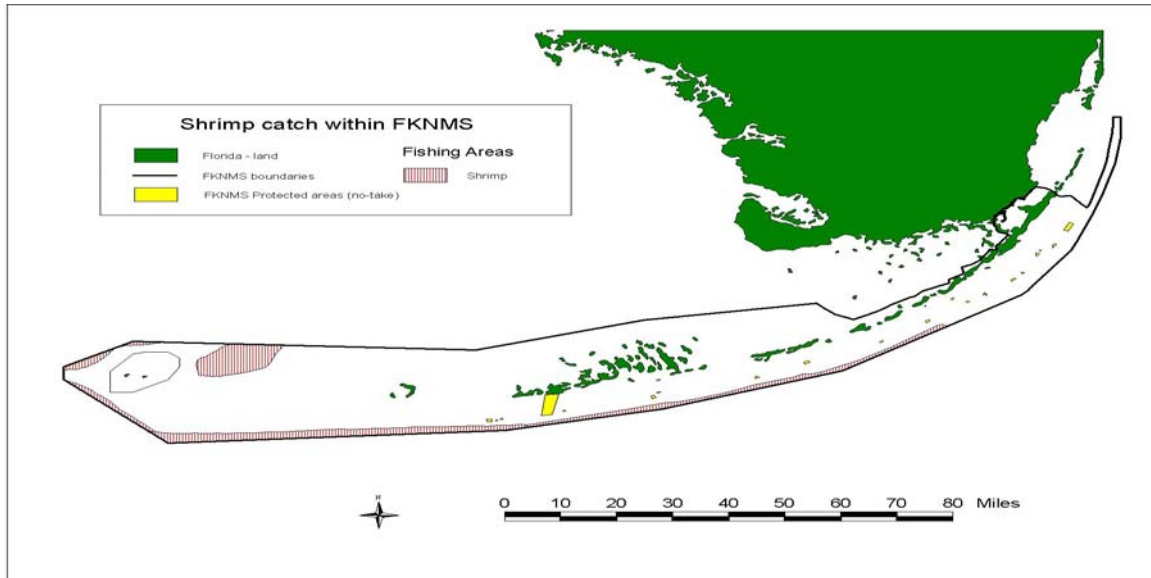 Shrimp catch within FKNMS
Florida - land
Fishing Areas
FKNMS boundaries
Shrimp
FKNMS Protected areas (no-take)
N
0 10 20 30 40 50 60 70 80 Miles